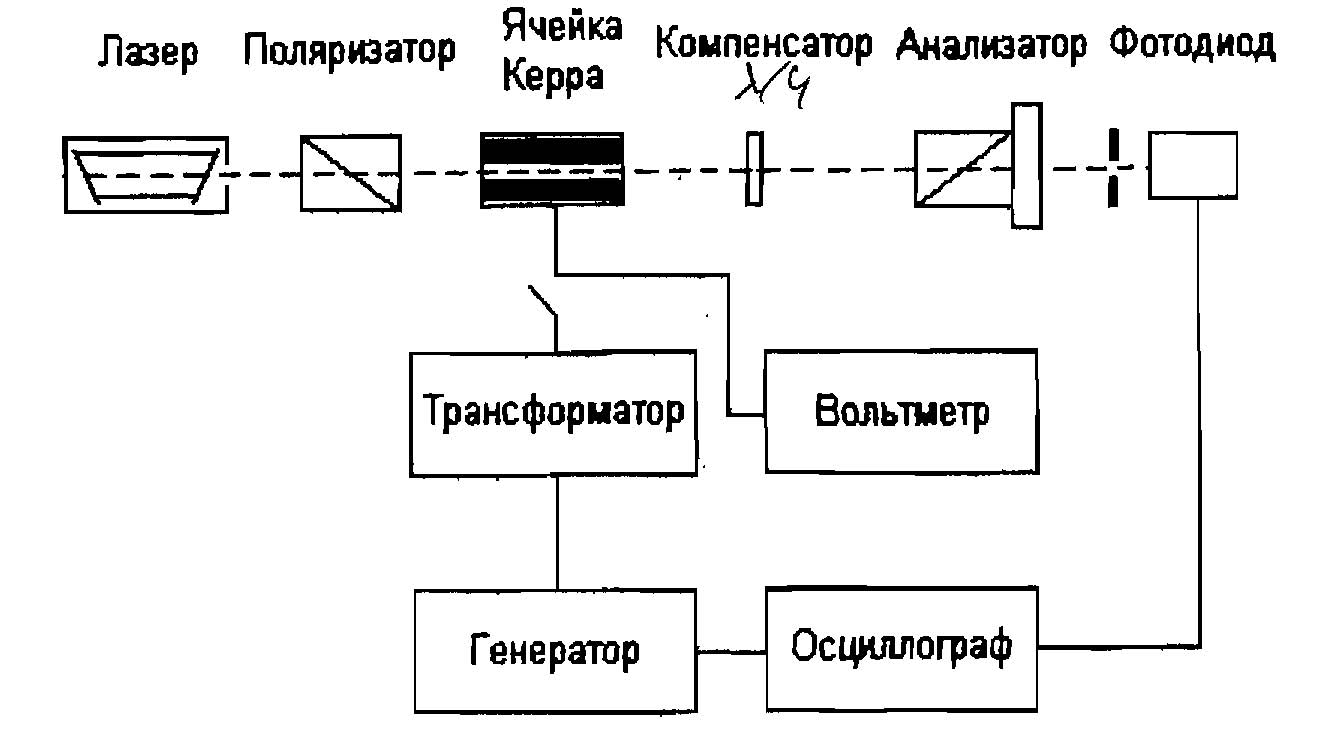 Лазер
Поляризатор
Ячейка
Керра
Компенсатор
λ/4
Анализатор
Фотодиод
Трансформатор
Вольтметр
Генератор
Осциллограф